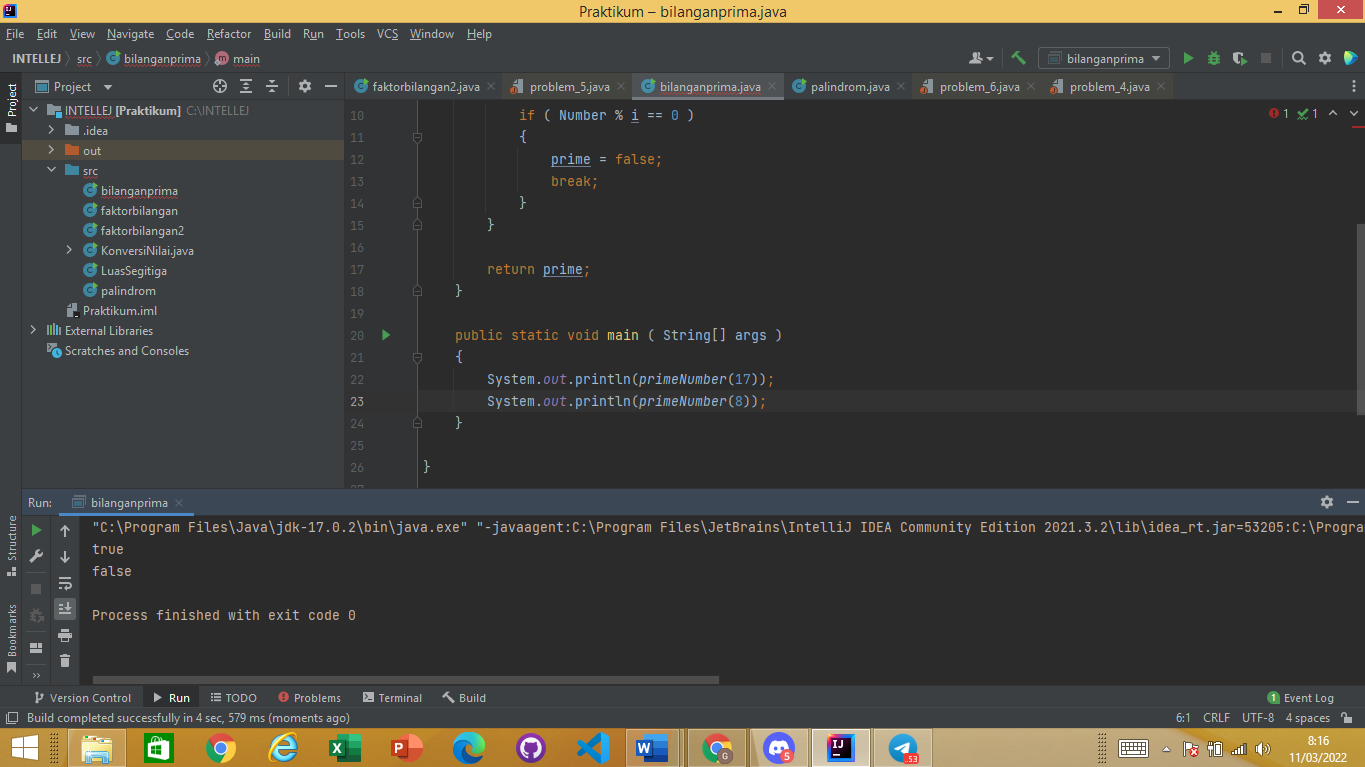 Praktikum – bilanganprima.java
File Edit View Navigate Code Refactor Build Run Tools VCS Window Help
INTELLEJ src bilanganprima main
bilanganprima
Project
faktorbilangan2.java problem_5.java bilanganprima.java palindrom.java problem_6.java problem_4.java
Project
INTELLEJ [Praktikum] C:\INTELLEJ
.idea
out
src
bilanganprima
faktorbilangan
faktorbilangan2
KonversiNilai.java
LuasSegitiga
palindrom
Praktikum.iml
External Libraries
Scratches and Consoles
1 1
10 if ( Number % i == 0 )
11 {
12 prime = false;
13 break;
14 }
15 }
16
17 return prime;
18 }
19
20 public static void main ( String[] args )
21 {
22 System.out.println(primeNumber(17));
23 System.out.println(primeNumber(8));
24 }
25
26 }
Run: bilanganprima
"C:\Program Files\Java\jdk-17.0.2\bin\java.exe" "-javaagent:C:\Program Files\JetBrains\IntelliJ IDEA Community Edition 2021.3.2\lib\idea_rt.jar=53205:C:\Progra
true
false
Process finished with exit code 0
Structure
Bookmarks
Version Control Run TODO Problems Terminal Build
1 Event Log
Build completed successfully in 4 sec, 579 ms (moments ago)
6:1 CRLF UTF-8 4 spaces
8:16
11/03/2022